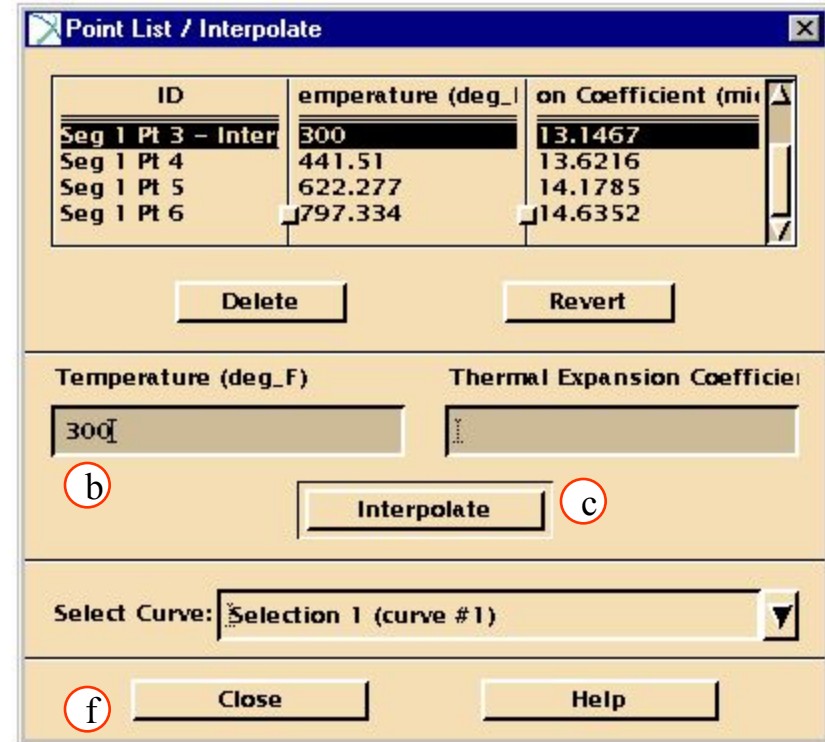 Point List / Interpolate
ID emperature (deg_ on Coefficient (mi
Seg 1 Pt 3 – Inter 300 13.1467
Seg 1 Pt 4 441.51 13.6216
Seg 1 Pt 5 622.277 14.1785
Seg 1 Pt 6 797.334 14.6352
Delete Revert
Temperature (deg_F) Thermal Expansion Coefficie
300
b
Interpolate c
Select Curve: Selection 1 (curve #1)
f Close Help